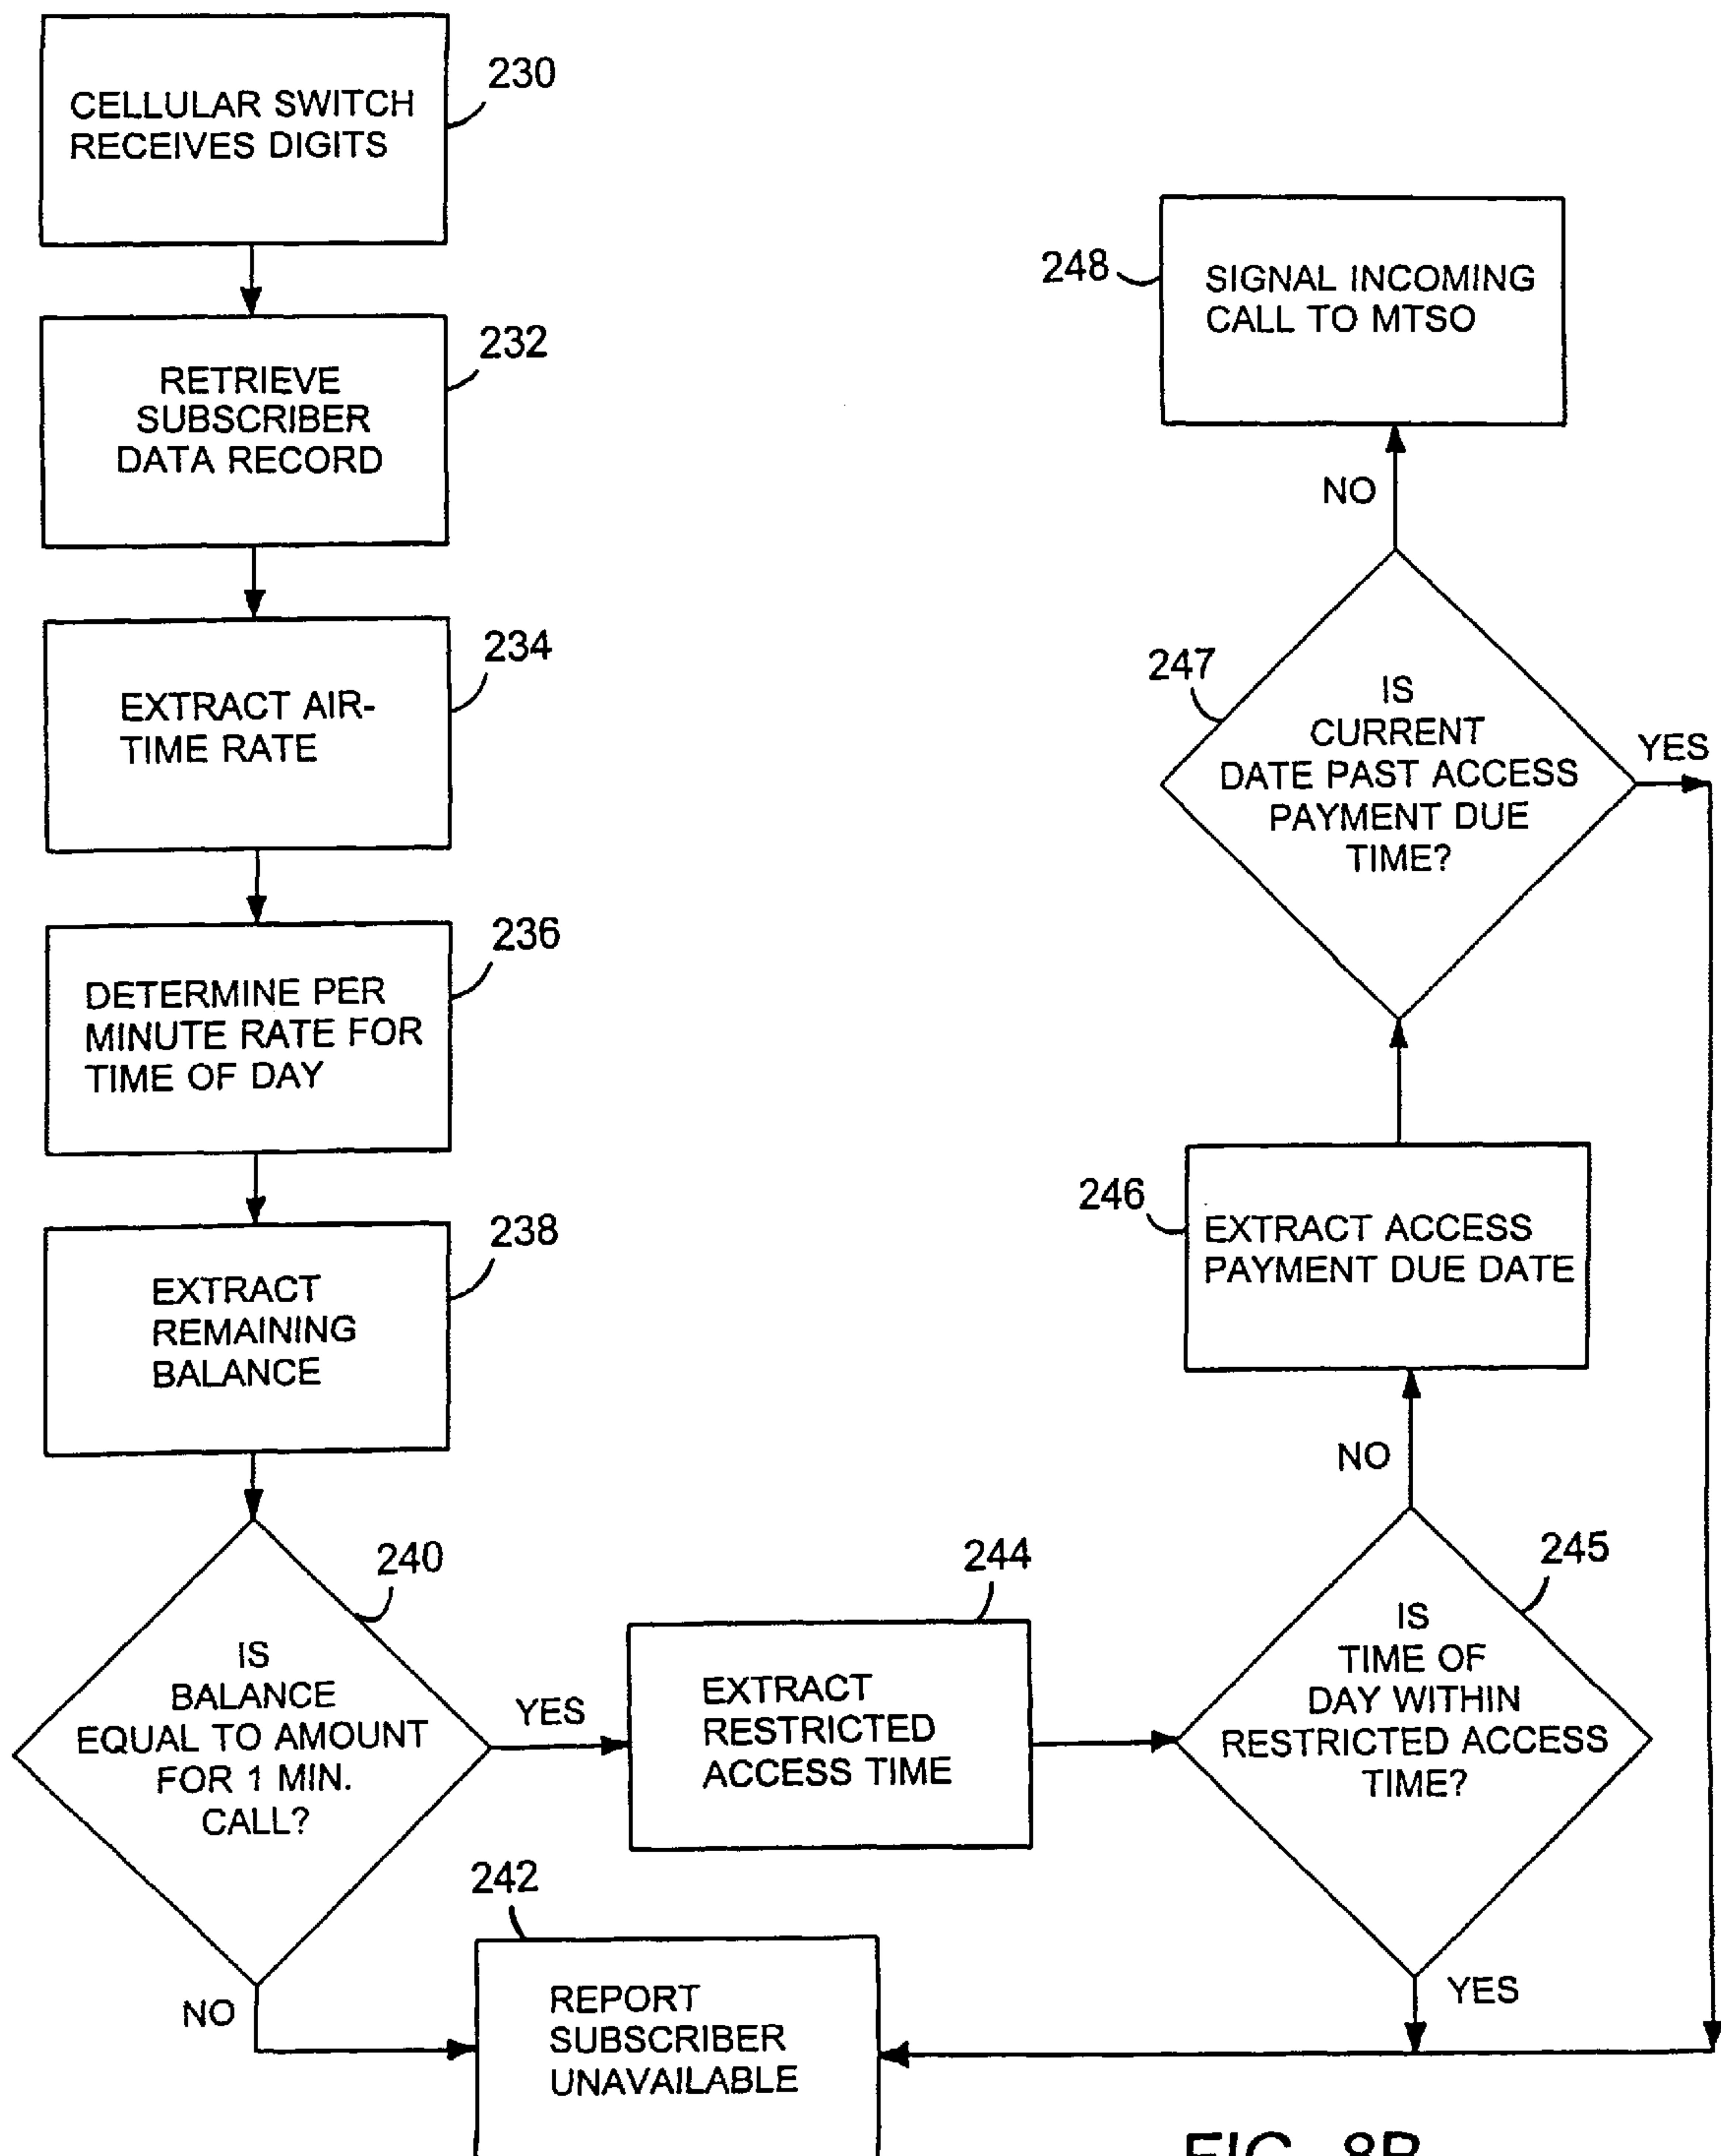 CELLULAR SWITCH
RECEIVES DIGITS
230
RETRIEVE
SUBSCRIBER
DATA RECORD
232
EXTRACT AIR-
TIME RATE
234
DETERMINE PER
MINUTE RATE FOR
TIME OF DAY
236
EXTRACT
REMAINING
BALANCE
238
IS
BALANCE
EQUAL TO AMOUNT
FOR 1 MIN.
CALL?
240
YES
NO
REPORT
SUBSCRIBER
UNAVAILABLE
242
EXTRACT
RESTRICTED
ACCESS TIME
244
IS
TIME OF
DAY WITHIN
RESTRICTED ACCESS
TIME?
245
YES
NO
EXTRACT ACCESS
PAYMENT DUE DATE
246
IS
CURRENT
DATE PAST ACCESS
PAYMENT DUE
TIME?
247
YES
NO
SIGNAL INCOMING
CALL TO MTSO
248
FIG. 8B